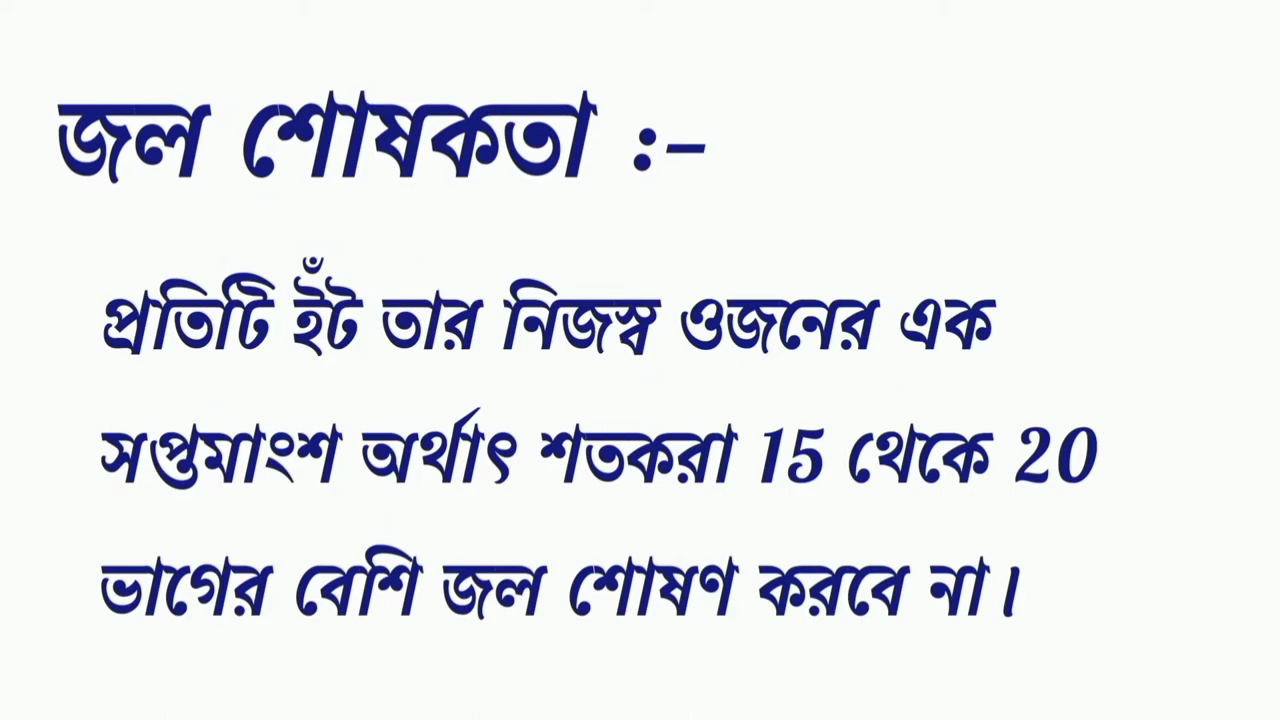 জল শোষকতা :-
প্রতিটি ইঁট তার নিজস্ব ওজনের এক
সপ্তমাংশ অর্থাৎ শতকরা 15 থেকে 20
ভাগের বেশি জল শোষণ করবে না।